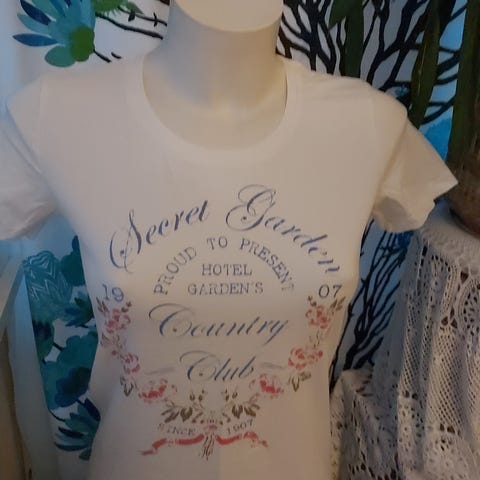 Secret Garden
PROUD TO PRESENT
HOTEL
GARDEN'S
19 07
Country
Club
SINCE 1907